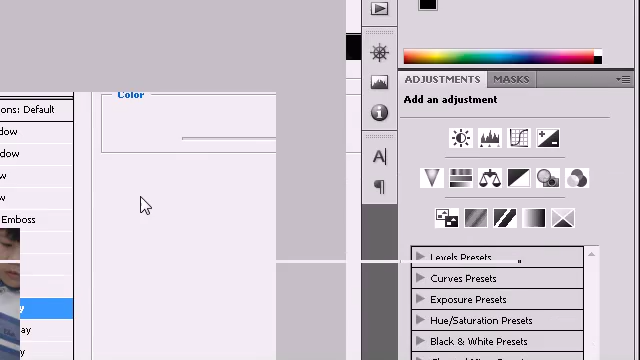 ADJUSTMENTS MASKS
Color
Add an adjustment
ons: Default
dow
dow
w
w
Emboss
A
Levels Presets
Curves Presets
Exposure Presets
y
Hue/Saturation Presets
ay
Black & White Presets
y